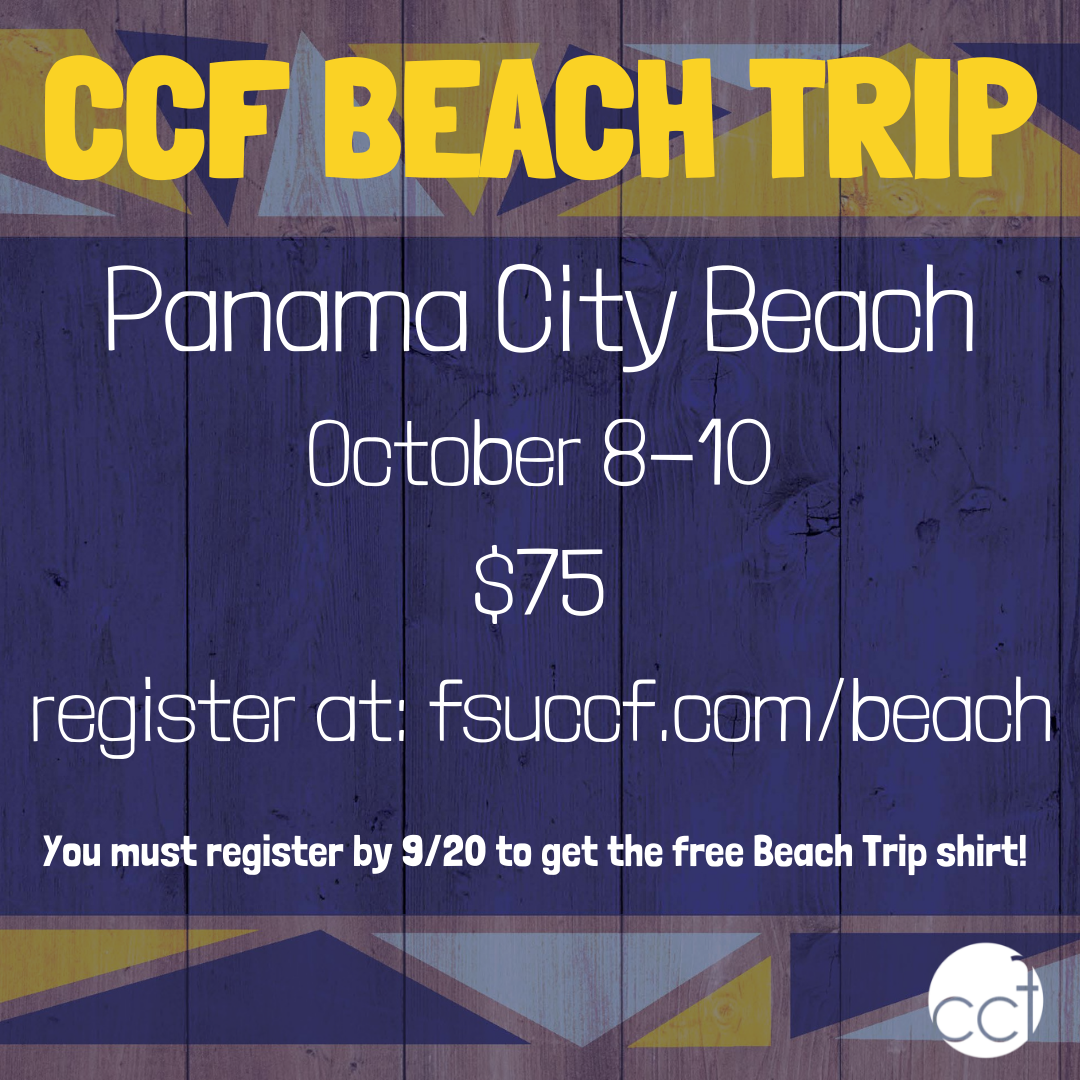 CCF BEACH TRIP
Panama City Beach
October 8-10
$75
register at: fsuccf.com/beach
You must register by 9/20 to get the free Beach Trip shirt!
ccf